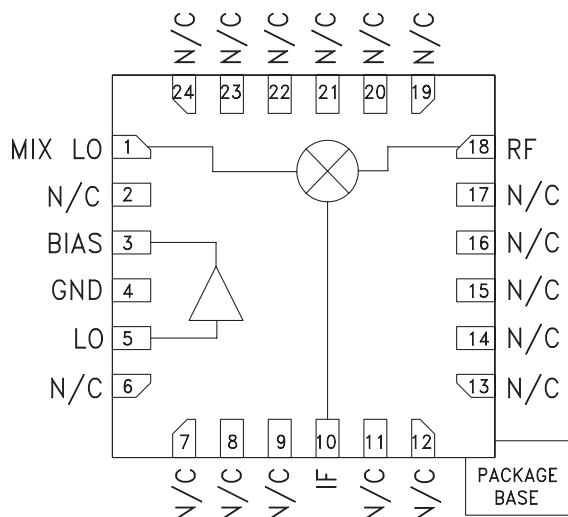 N/C N/C N/C N/C N/C N/C
24 23 22 21 20 19
MIX LO 1 18 RF
N/C 2 17 N/C
BIAS 3 16 N/C
GND 4 15 N/C
LO 5 14 N/C
N/C 6 13 N/C
7 8 9 10 11 12
N/C N/C N/C IF N/C N/C
PACKAGE
BASE